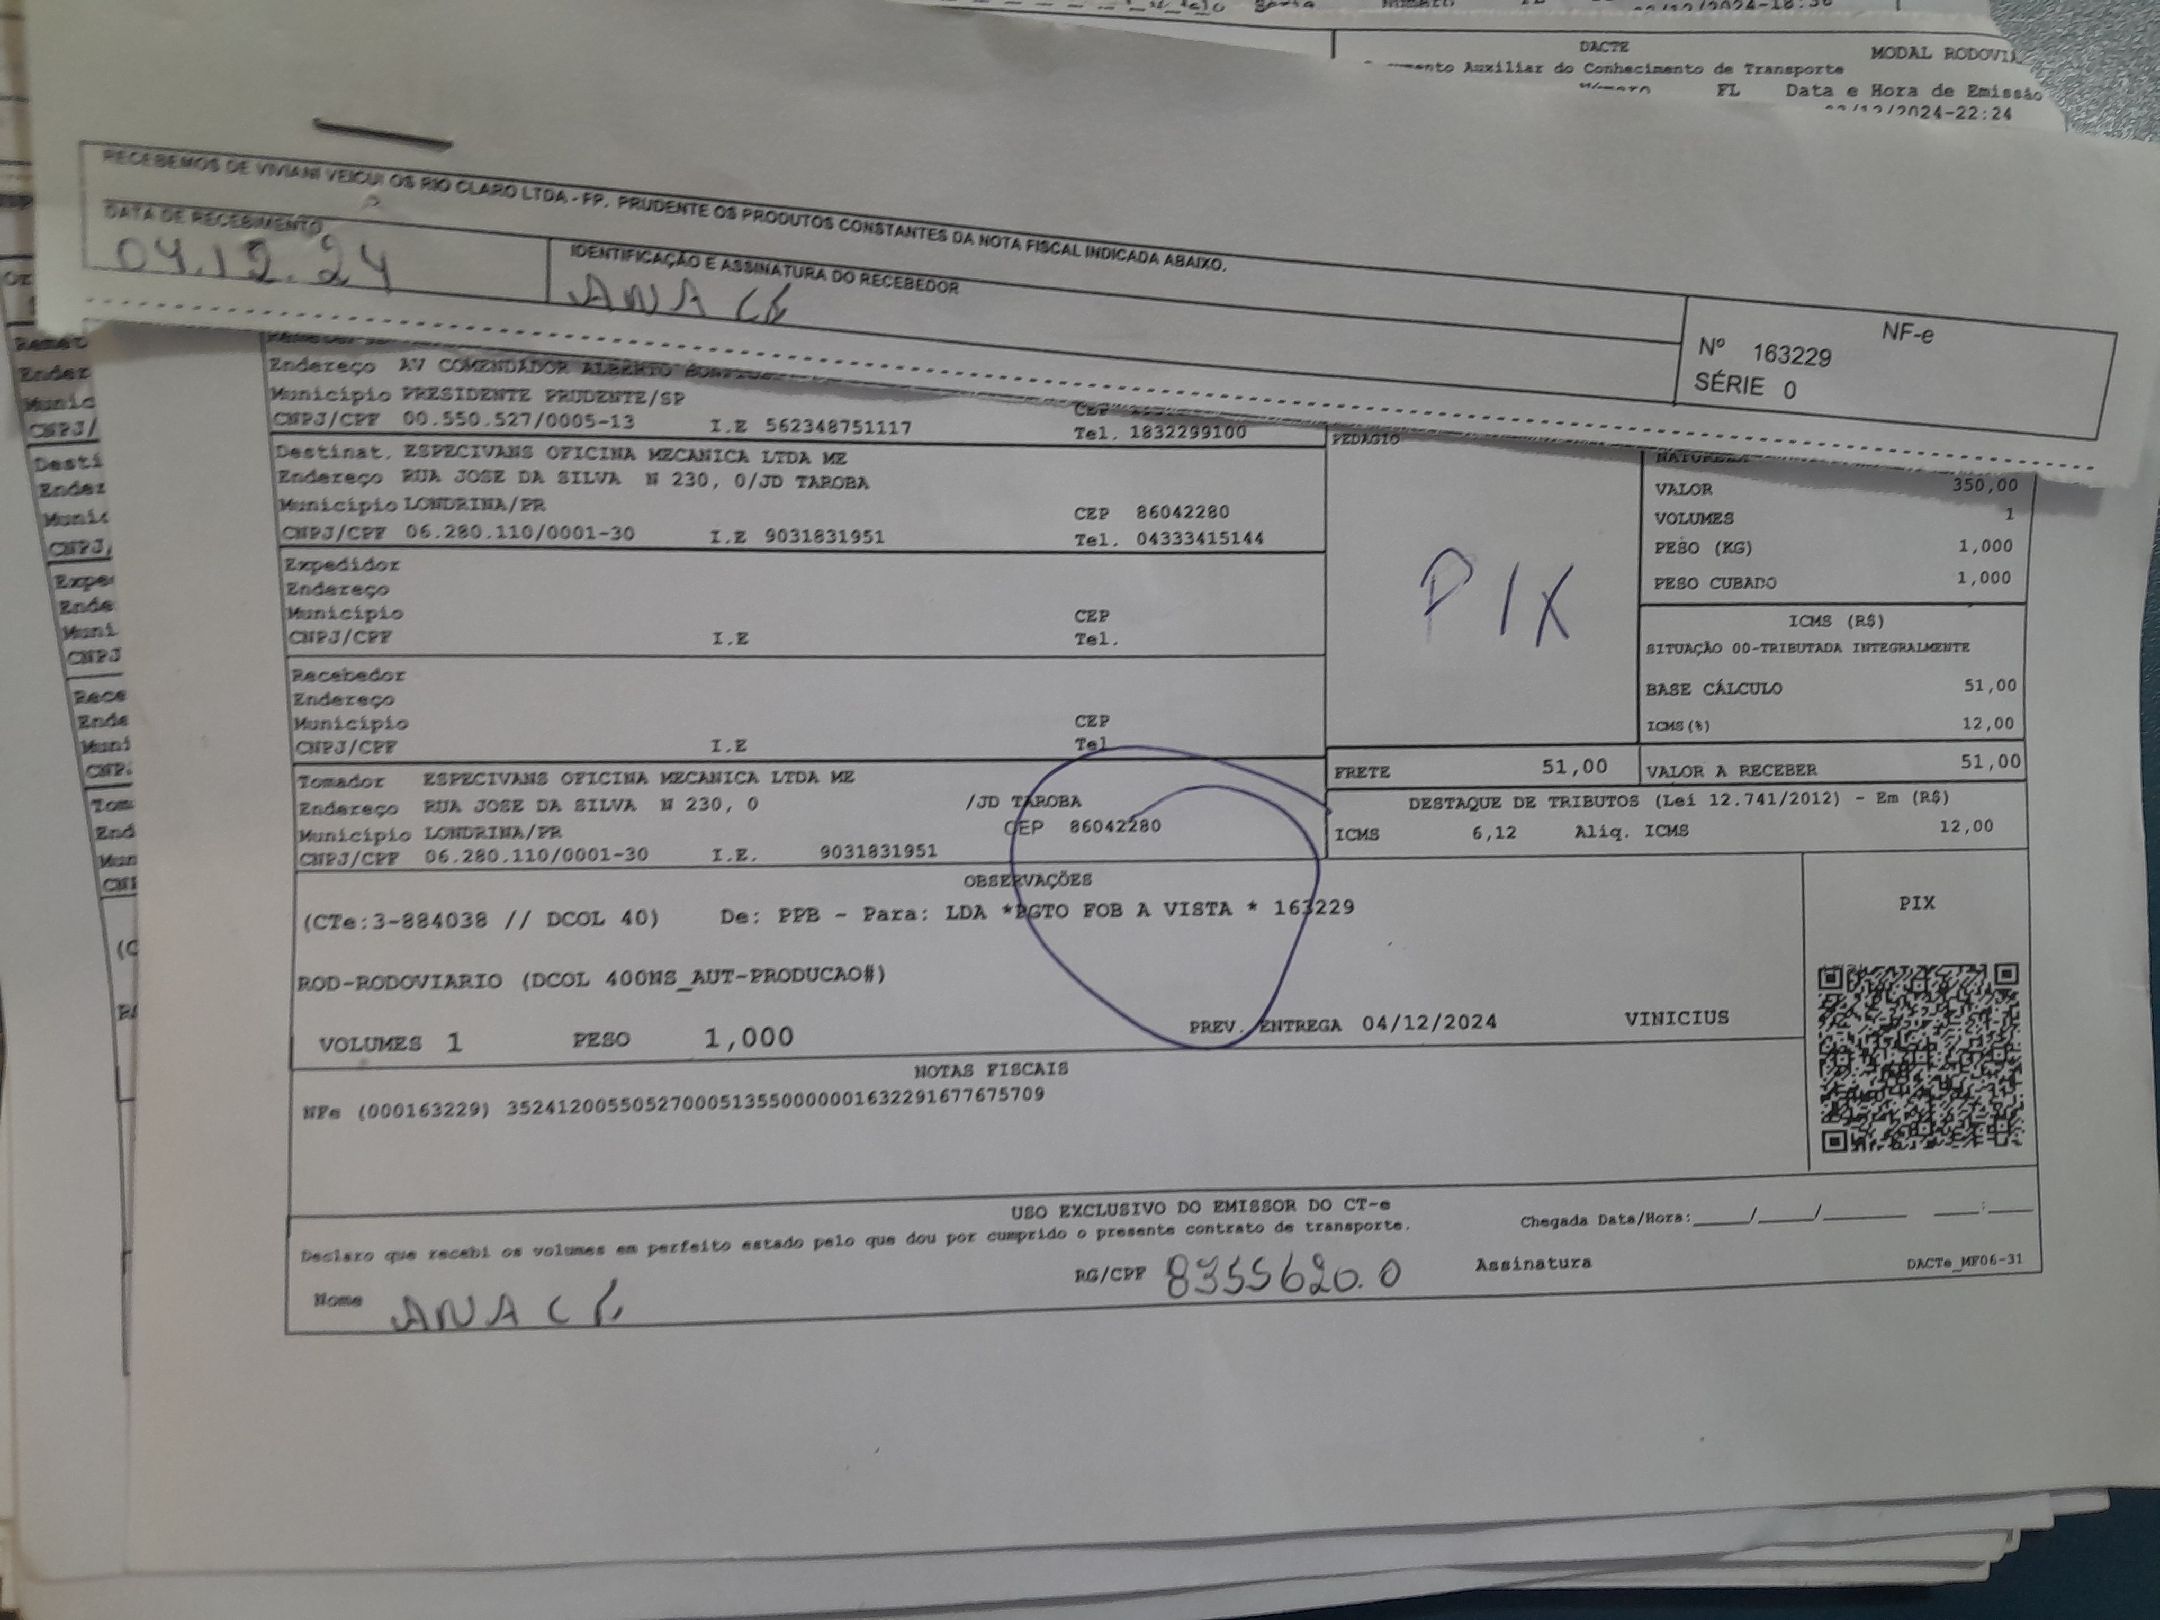 DACTE
MODAL
Auxiliar do Conhecimento de Transporte
FL Data e Hora de Emissão
/2024-22:24
RECEBEMOS DE VIVIANI VEICULOS RIO CLARO LTDA - FP. PRUDENTE OS PRODUTOS CONSTANTES DA NOTA FISCAL INDICADA ABAIXO.
DATA DE RECEBIMENTO
04.12.24
IDENTIFICAÇÃO E ASSINATURA DO RECEBEDOR
ANA
NF-e
Nº 163229
SÉRIE 0
Endereço AV COMENDADOR ALBERTO
Município PRESIDENTE PRUDENTE/SP
CEP
CNPJ/CPF 00.550.527/0005-13 I.E 562348751117 Tel. 1832299100
Destinat. ESPECIVANS OFICINA MECANICA LTDA ME
Endereço RUA JOSE DA SILVA N 230, 0/JD TAROBA
Município LONDRINA/PR CEP 86042280
CNPJ/CPF 06.280.110/0001-30 I.E 9031831951 Tel. 04333415144
Expedidor
Endereço
Município CEP
CNPJ/CPF I.E Tel.
Recebedor
Endereço
Município CEP
CNPJ/CPF I.E Tel
Tomador ESPECIVANS OFICINA MECANICA LTDA ME
Endereço RUA JOSE DA SILVA N 230, 0 /JD TAROBA
Município LONDRINA/PR CEP 86042280
CNPJ/CPF 06.280.110/0001-30 I.E. 9031831951
PEDAGIO
PIX
NATUREZA
VALOR 350,00
VOLUMES 1
PESO (KG) 1,000
PESO CUBADO 1,000
ICMS (R$)
SITUAÇÃO 00-TRIBUTADA INTEGRALMENTE
BASE CÁLCULO 51,00
ICMS(%) 12,00
FRETE 51,00 VALOR A RECEBER 51,00
DESTAQUE DE TRIBUTOS (Lei 12.741/2012) - Em (R$)
ICMS 6,12 Aliq. ICMS 12,00
OBSERVAÇÕES
(CTe:3-884038 // DCOL 40) De: PPB - Para: LDA *PGTO FOB A VISTA * 163229
ROD-RODOVIARIO (DCOL 400NS_AUT-PRODUCAO#)
VOLUMES 1 PESO 1,000 PREV. ENTREGA 04/12/2024 VINICIUS
PIX
NOTAS FISCAIS
NFe (000163229) 35241200550527000513550000001632291677675709
USO EXCLUSIVO DO EMISSOR DO CT-e
Declaro que recebi os volumes em perfeito estado pelo que dou por cumprido o presente contrato de transporte.
Chegada Data/Hora:____/____/______ ___:___
Nome ANA
RG/CPF 8355620.0
Assinatura
DACTe_MF06-31